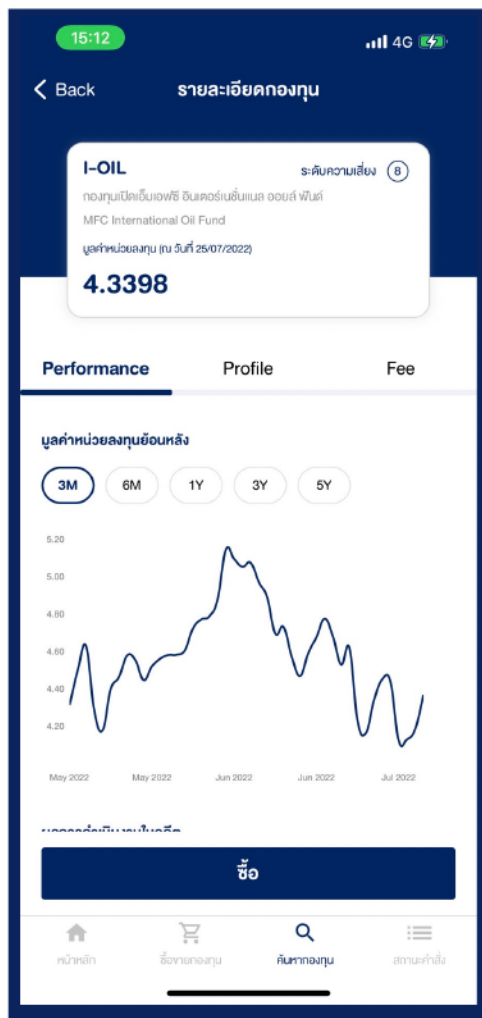 15:12
4G
Back
รายละเอียดกองทุน
I-OIL
ระดับความเสี่ยง 8
กองทุนเปิดเอ็มเอฟซี อินเตอร์เนชั่นแนล ออยล์ ฟันด์
MFC International Oil Fund
มูลค่าหน่วยลงทุน (ณ วันที่ 25/07/2022)
4.3398
Performance Profile Fee
มูลค่าหน่วยลงทุนย้อนหลัง
3M 6M 1Y 3Y 5Y
5.20
5.00
4.80
4.60
4.40
4.20
May 2022 May 2022 Jun 2022 Jun 2022 Jul 2022
ซื้อ
หน้าหลัก ซื้อขายกองทุน ค้นหากองทุน สถานะคำสั่ง